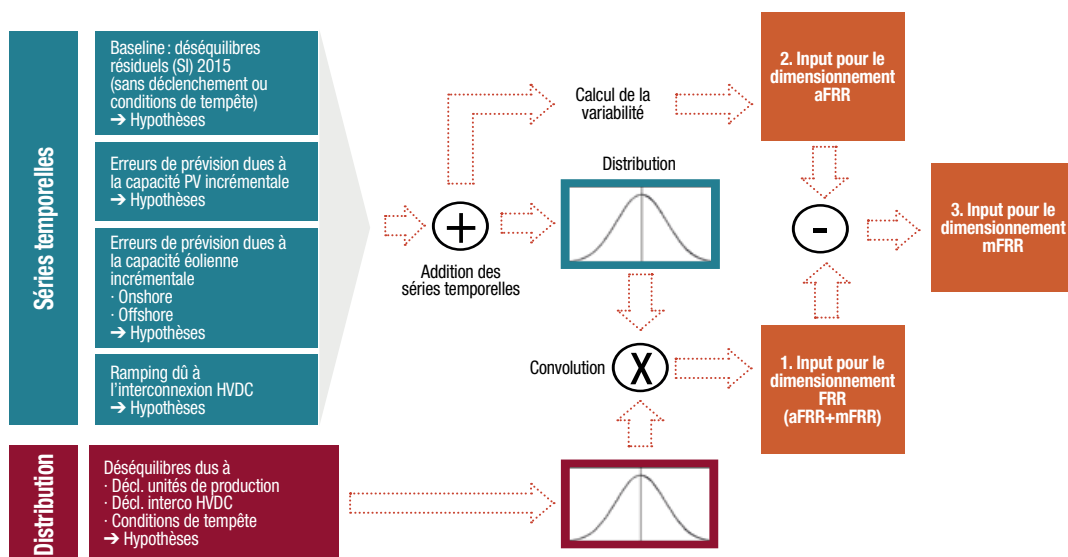 Séries temporelles
Baseline : déséquilibres
résiduels (SI) 2015
(sans déclenchement ou
conditions de tempête)
➔ Hypothèses
Erreurs de prévision dues à
la capacité PV incrémentale
➔ Hypothèses
Erreurs de prévision dues à
la capacité éolienne
incrémentale
· Onshore
· Offshore
➔ Hypothèses
Ramping dû à
l'interconnexion HVDC
➔ Hypothèses
Distribution
Déséquilibres dus à
· Décl. unités de production
· Décl. interco HVDC
· Conditions de tempête
➔ Hypothèses
+
Addition des
séries temporelles
Calcul de la
variabilité
Distribution
Convolution
X
2. Input pour le
dimensionnement
aFRR
-
1. Input pour le
dimensionnement
FRR
(aFRR+mFRR)
3. Input pour le
dimensionnement
mFRR